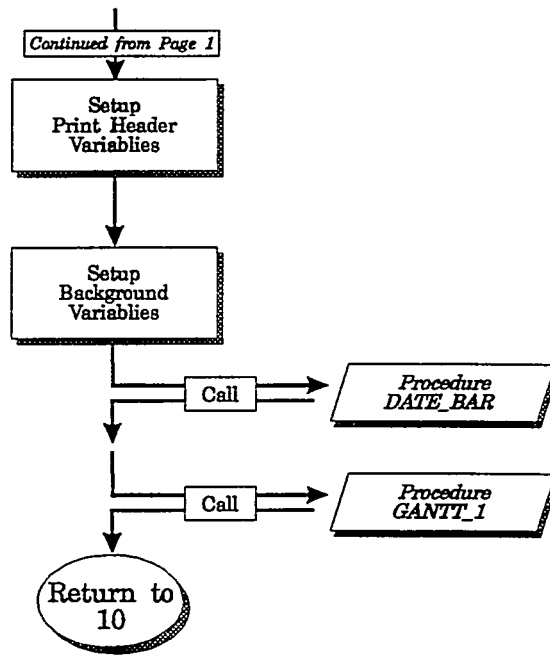 Continued from Page 1
Setup
Print Header
Variablies
Setup
Background
Variablies
Call
Procedure
DATE_BAR
Call
Procedure
GANTT_1
Return to
10